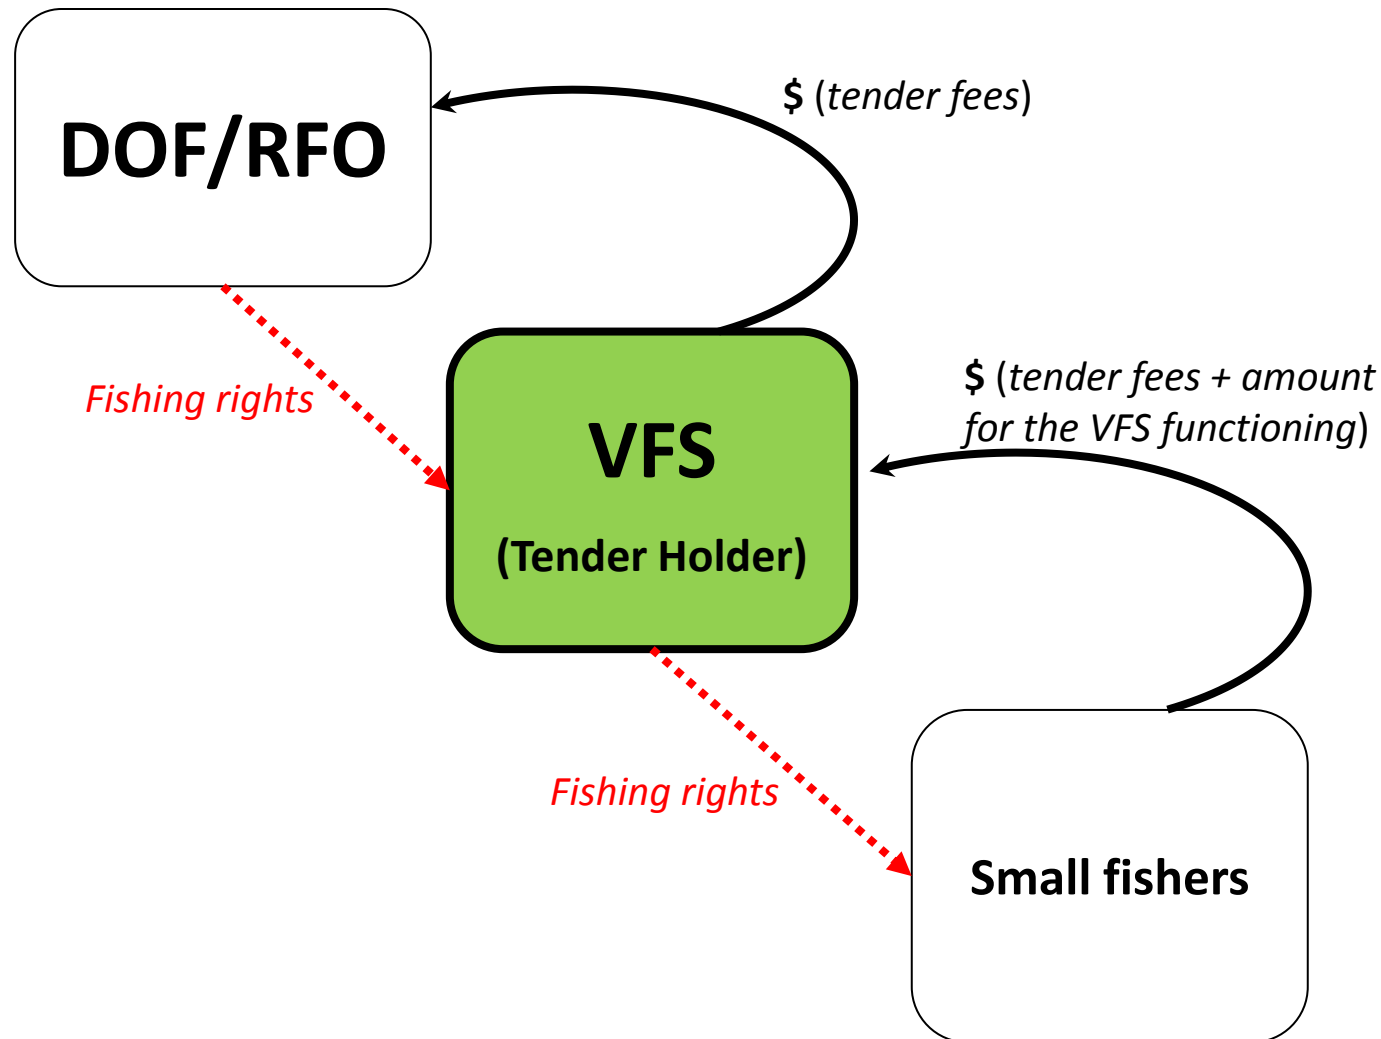 DOF/RFO
$ (tender fees)
Fishing rights
VFS
(Tender Holder)
$ (tender fees + amount
for the VFS functioning)
Fishing rights
Small fishers